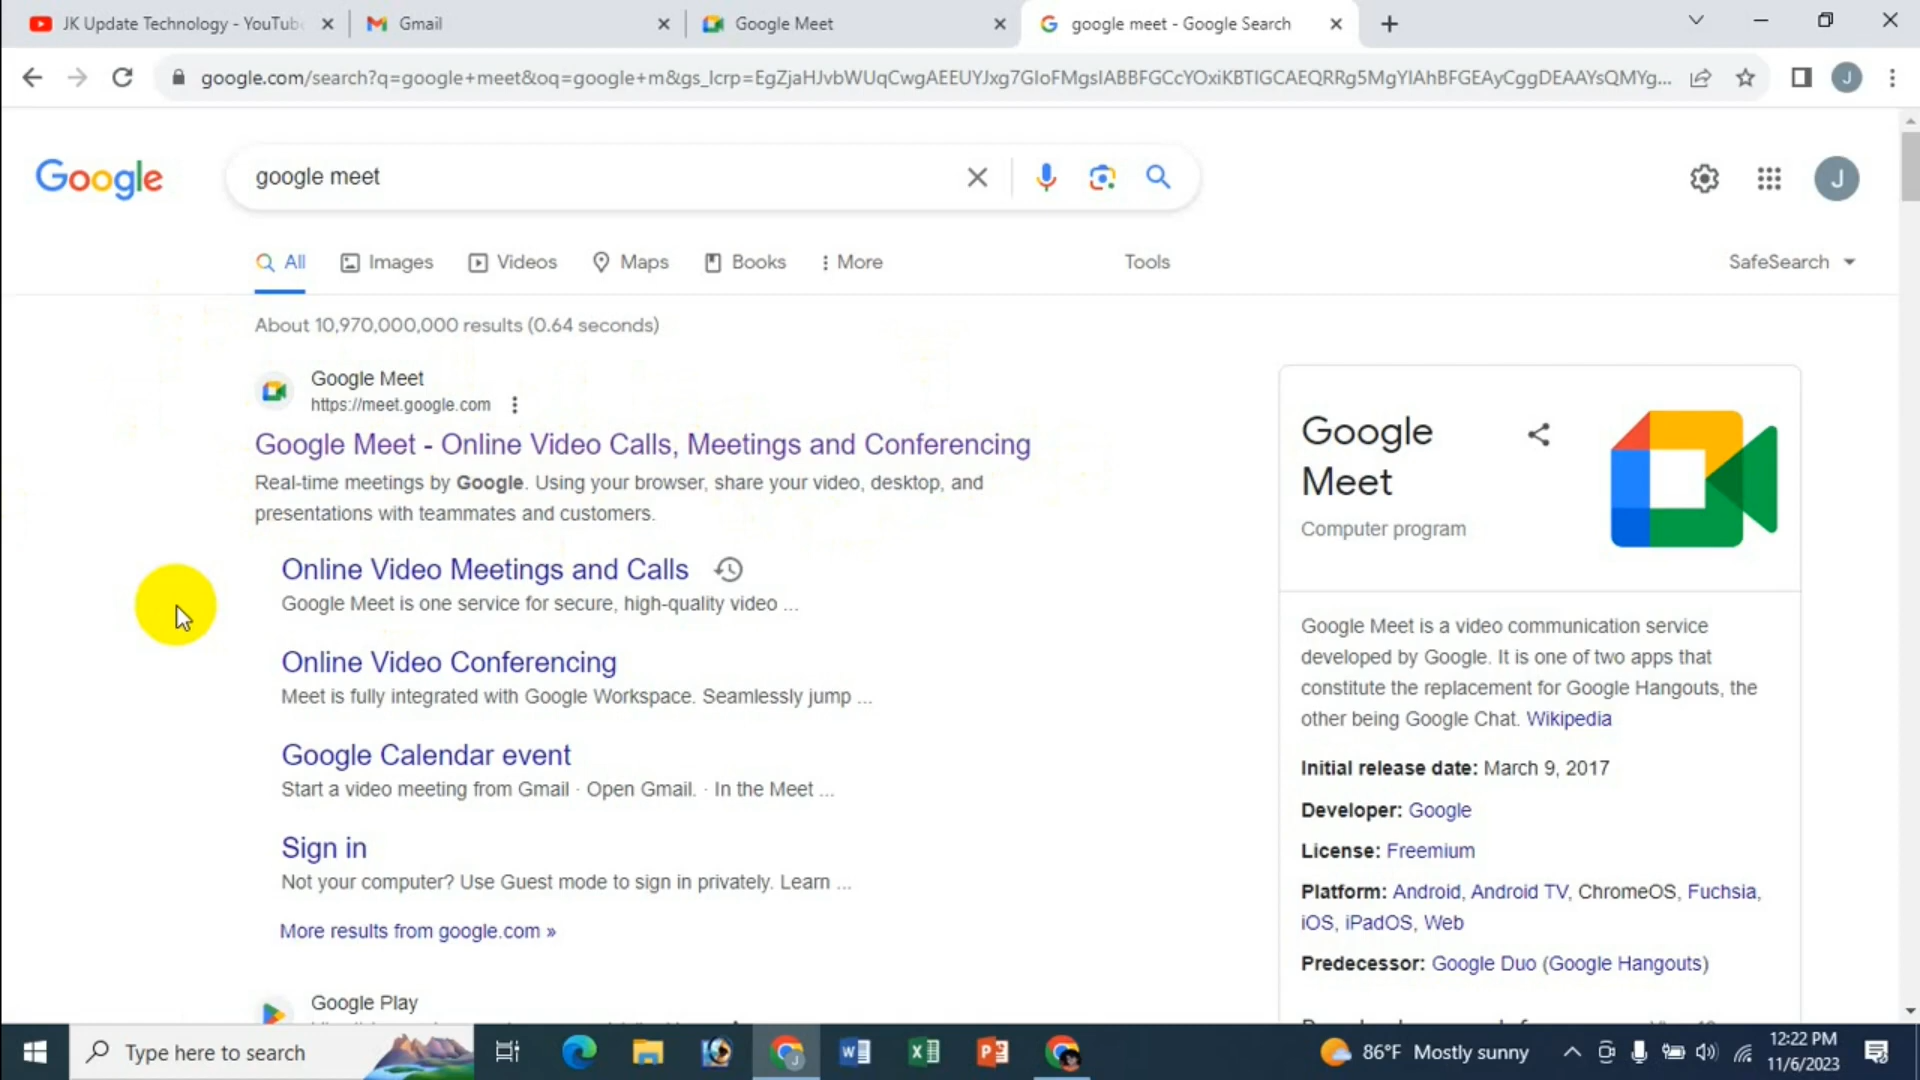 JK Update Technology - YouTube
Gmail
Google Meet
google meet - Google Search
google.com/search?q=google+meet&oq=google+m&gs_lcrp=EgZjaHJvbWUqCwgAEEUYJxg7GIoFMgsIABBFGCcYOxiKBTIGCAEQRRg5MgYIAhBFGEAyCggDEAAYsQMYg...
J
Google
google meet
J
All
Images
Videos
Maps
Books
More
Tools
SafeSearch
About 10,970,000,000 results (0.64 seconds)
Google Meet
https://meet.google.com
Google Meet - Online Video Calls, Meetings and Conferencing
Real-time meetings by Google. Using your browser, share your video, desktop, and
presentations with teammates and customers.
Online Video Meetings and Calls
Google Meet is one service for secure, high-quality video ...
Online Video Conferencing
Meet is fully integrated with Google Workspace. Seamlessly jump ...
Google Calendar event
Start a video meeting from Gmail · Open Gmail. · In the Meet ...
Sign in
Not your computer? Use Guest mode to sign in privately. Learn ...
More results from google.com »
Google Play
Google
Meet
Computer program
Google Meet is a video communication service
developed by Google. It is one of two apps that
constitute the replacement for Google Hangouts, the
other being Google Chat. Wikipedia
Initial release date: March 9, 2017
Developer: Google
License: Freemium
Platform: Android, Android TV, ChromeOS, Fuchsia,
iOS, iPadOS, Web
Predecessor: Google Duo (Google Hangouts)
Type here to search
86°F Mostly sunny
12:22 PM
11/6/2023